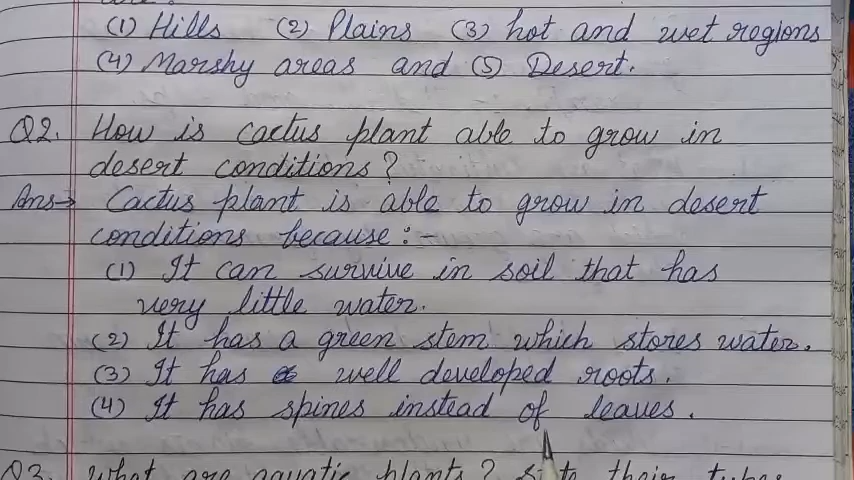 (1) Hills (2) Plains (3) hot and wet regions
(4) Marshy areas and (5) Desert.
Q2. How is cactus plant able to grow in
desert conditions?
Ans→ Cactus plant is able to grow in desert
conditions because :-
(1) It can survive in soil that has
very little water.
(2) It has a green stem which stores water.
(3) It has well developed roots.
(4) It has spines instead of leaves.
Q3. What are aquatic plants? their types